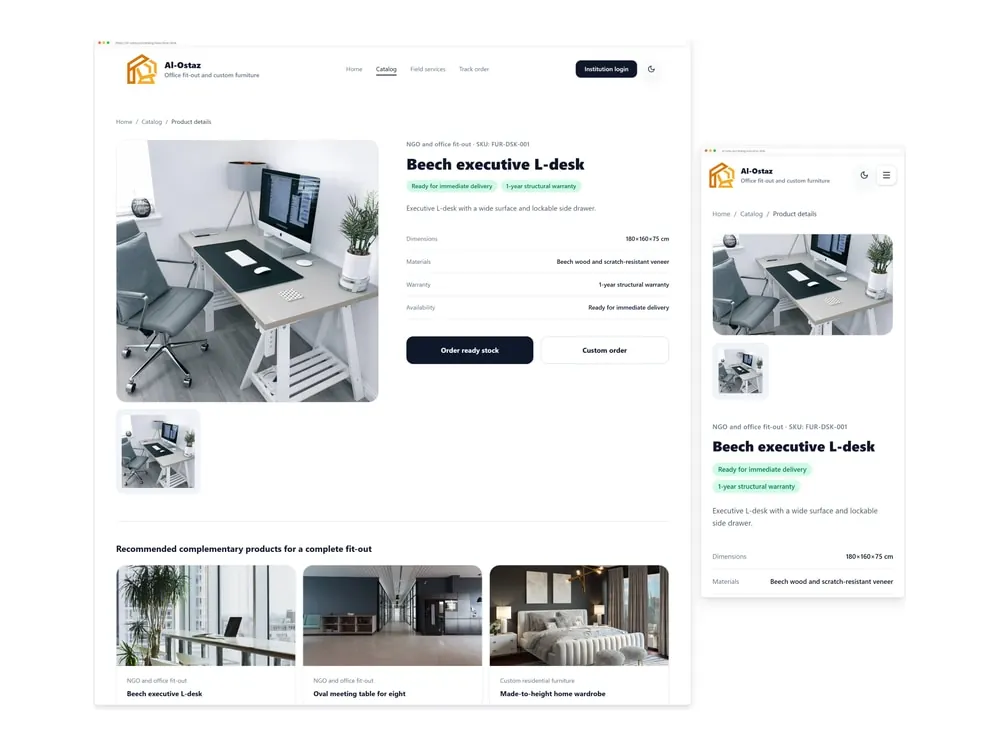 Al-Ostaz
Office fit-out and custom furniture
Home
Catalog
Field services
Track order
Institution login
Home / Catalog / Product details
NGO and office fit-out · SKU: FUR-DSK-001
Beech executive L-desk
Ready for immediate delivery
1-year structural warranty
Executive L-desk with a wide surface and lockable side drawer.
Dimensions 180×160×75 cm
Materials Beech wood and scratch-resistant veneer
Warranty 1-year structural warranty
Availability Ready for immediate delivery
Order ready stock
Custom order
Recommended complementary products for a complete fit-out
NGO and office fit-out
Beech executive L-desk
NGO and office fit-out
Oval meeting table for eight
Custom residential furniture
Made-to-height home wardrobe
Al-Ostaz
Office fit-out and custom furniture
Home / Catalog / Product details
NGO and office fit-out · SKU: FUR-DSK-001
Beech executive L-desk
Ready for immediate delivery
1-year structural warranty
Executive L-desk with a wide surface and lockable
side drawer.
Dimensions 180×160×75 cm
Materials Beech wood and scratch-resistant veneer